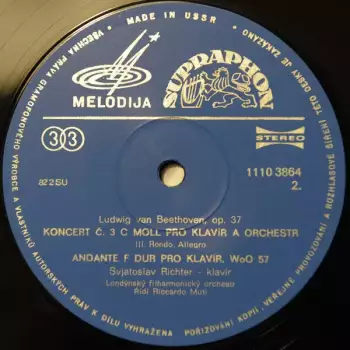 MADE IN USSR
VŠECHNA PRÁVA GRAMOFONOVÉHO VÝROBCE A VLASTNÍKŮ AUTORSKÝCH PRÁV K DÍLU VYHRAŽENA
POŘIZOVÁNÍ KOPIÍ, VEŘEJNÉ PROVOZOVÁNÍ A ROZHLASOVÉ ŠÍŘENÍ TÉTO DESKY JE ZAKÁZÁNO
MELODIJA
SUPRAPHON
33
STEREO
822SU
1110 3864
2.
Ludwig van Beethoven, op. 37
KONCERT Č. 3 C MOLL PRO KLAVÍR A ORCHESTR
III. Rondo. Allegro
ANDANTE F DUR PRO KLAVÍR, WoO 57
Svjatoslav Richter - klavír
Londýnský filharmonický orchestr
Řídí Riccardo Muti